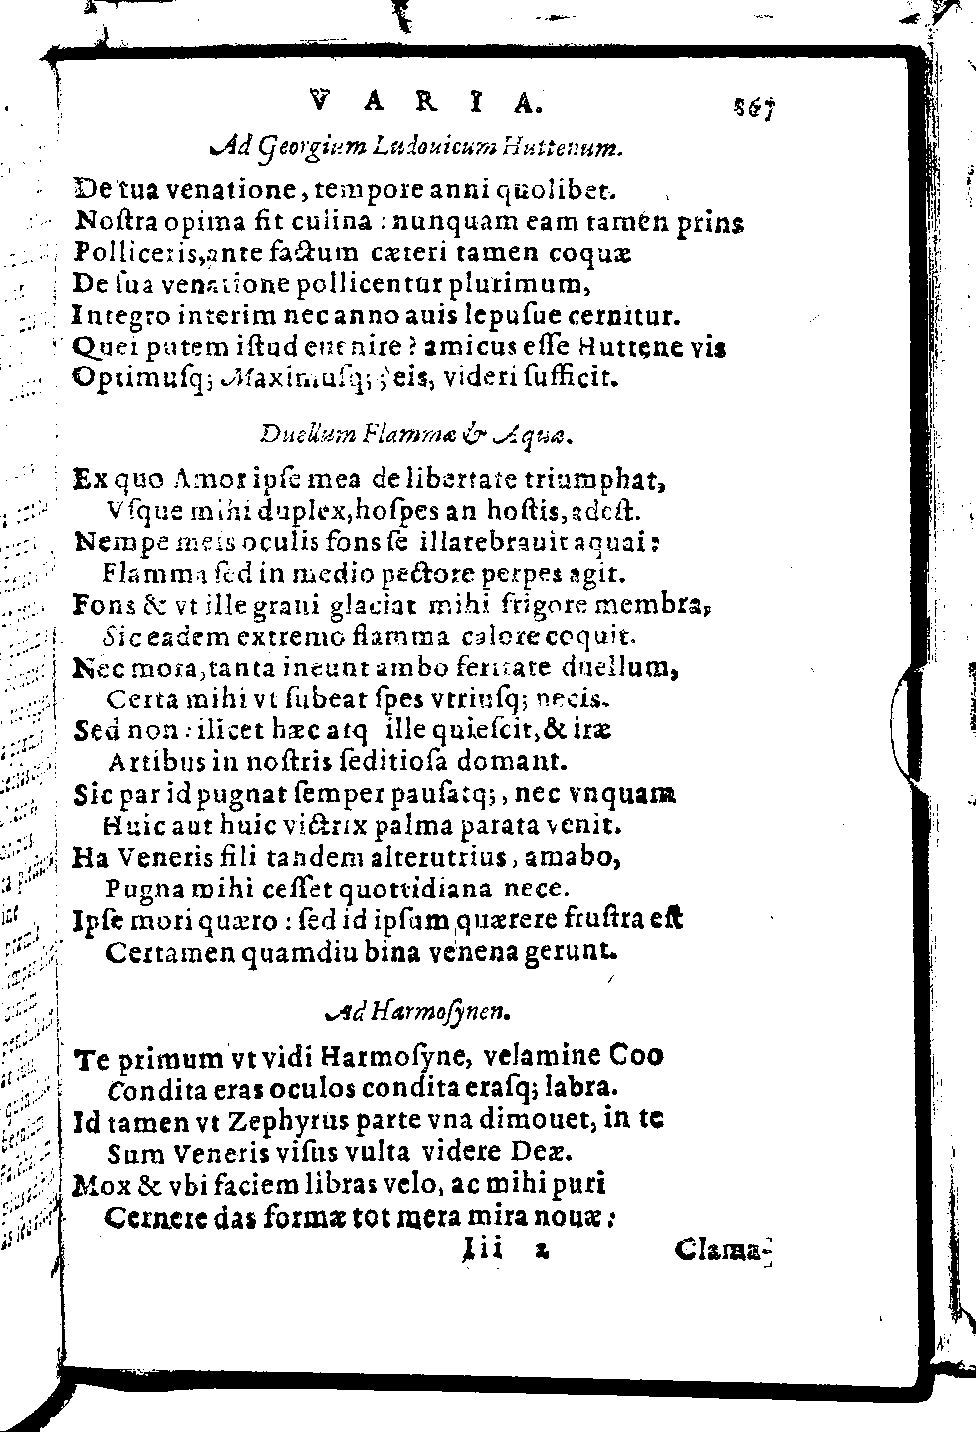 VARIA. 867
Ad Georgium Ludouicum Huttenum.
De tua venatione, tempore anni quolibet.
Noſtra opima fit culina : nunquam eam tamen prins
Polliceris, ante factum cæteri tamen coquæ
De ſua venatione pollicentur plurimum,
Integro interim nec anno auis lepuſue cernitur.
Quei putem iſtud euenire? amicus eſſe Huttene vis
Optimuſq; Maximuſq; eis, videri ſufficit.
Duellum Flammæ & Aquæ.
Ex quo Amor ipſe mea de libertate triumphat,
Vſque mihi duplex, hoſpes an hoſtis, adeſt.
Nempe meis oculis fons ſe illatebrauit aquai:
Flamma ſed in medio pectore perpes agit.
Fons & vt ille graui glaciat mihi frigore membra,
Sic eadem extremo flamma calore coquit.
Nec mora, tanta ineunt ambo feritate duellum,
Certa mihi vt ſubeat ſpes vtriuſq; necis.
Sed non : ilicet hæc atq ille quieſcit, & iræ
Artibus in noſtris ſeditioſa domant.
Sic par id pugnat ſemper pauſatq;, nec vnquam
Huic aut huic victrix palma parata venit.
Ha Veneris fili tandem alterutrius, amabo,
Pugna mihi ceſſet quottidiana nece.
Ipſe mori quæro : ſed id ipſum quærere fruſtra eſt
Certamen quamdiu bina venena gerunt.
Ad Harmoſynen.
Te primum vt vidi Harmoſyne, velamine Coo
Condita eras oculos condita eraſq; labra.
Id tamen vt Zephyrus parte vna dimouet, in te
Sum Veneris viſus vulta videre Deæ.
Mox & vbi faciem libras velo, ac mihi puri
Cernere das formæ tot mera mira nouæ:
Iii 2 Clama-